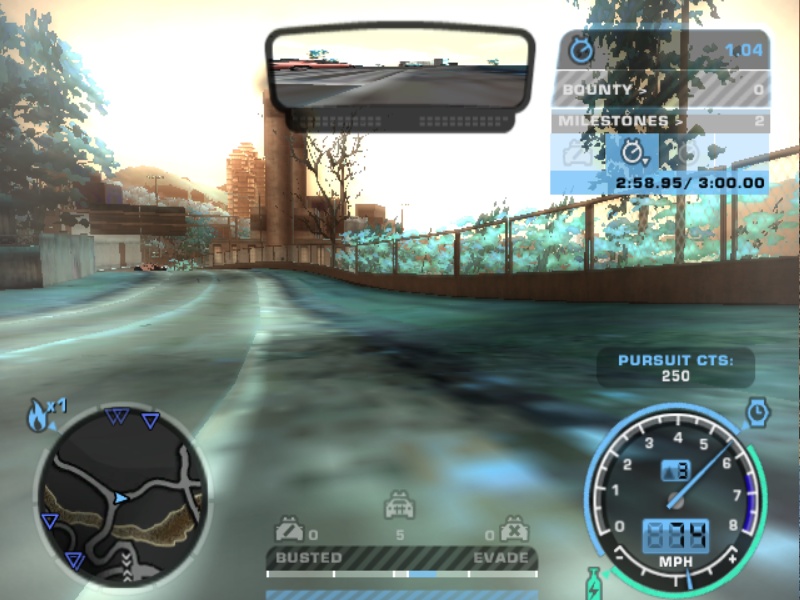 1.04
BOUNTY > 0
MILESTONES > 2
2:58.95/ 3:00.00
PURSUIT CTS:
250
x1
0 1 2 3 4 5 6 7 8
3
74
MPH
0 5 0
BUSTED EVADE